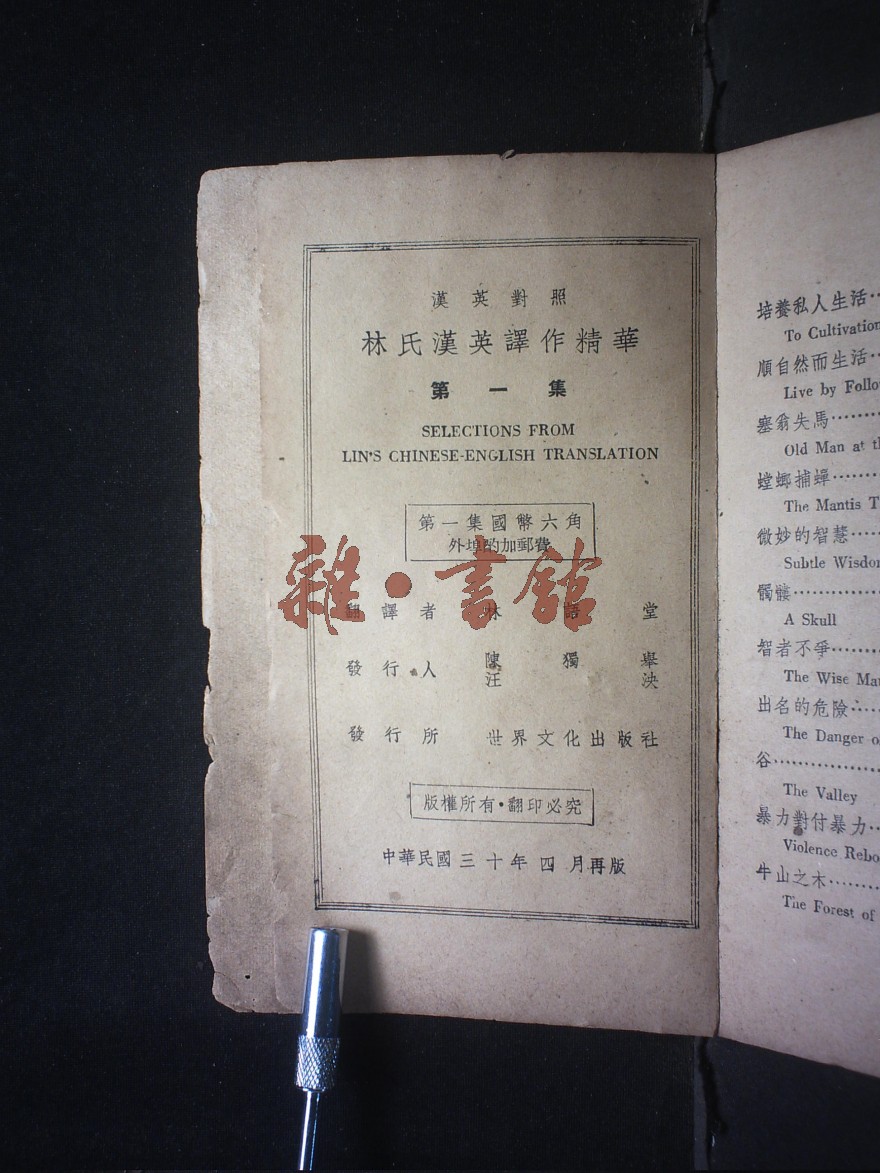 漢英對照
林氏漢英譯作精華
第一集
SELECTIONS FROM
LIN'S CHINESE-ENGLISH TRANSLATION
第一集國幣六角
外埠酌加郵費
雜·書館
翻譯者 林語堂
發行人 陳獨舉
汪泱
發行所 世界文化出版社
版權所有·翻印必究
中華民國三十年四月再版
培養私人生活……
To Cultivation
順自然而生活……
Live by Follo
塞翁失馬……
Old Man at th
螳螂捕蟬……
The Mantis T
微妙的智慧……
Subtle Wisdo
髑髏……
A Skull
智者不爭……
The Wise Ma
出名的危險……
The Danger o
谷……
The Valley
暴力對付暴力……
Violence Rebo
牛山之木……
The Forest of